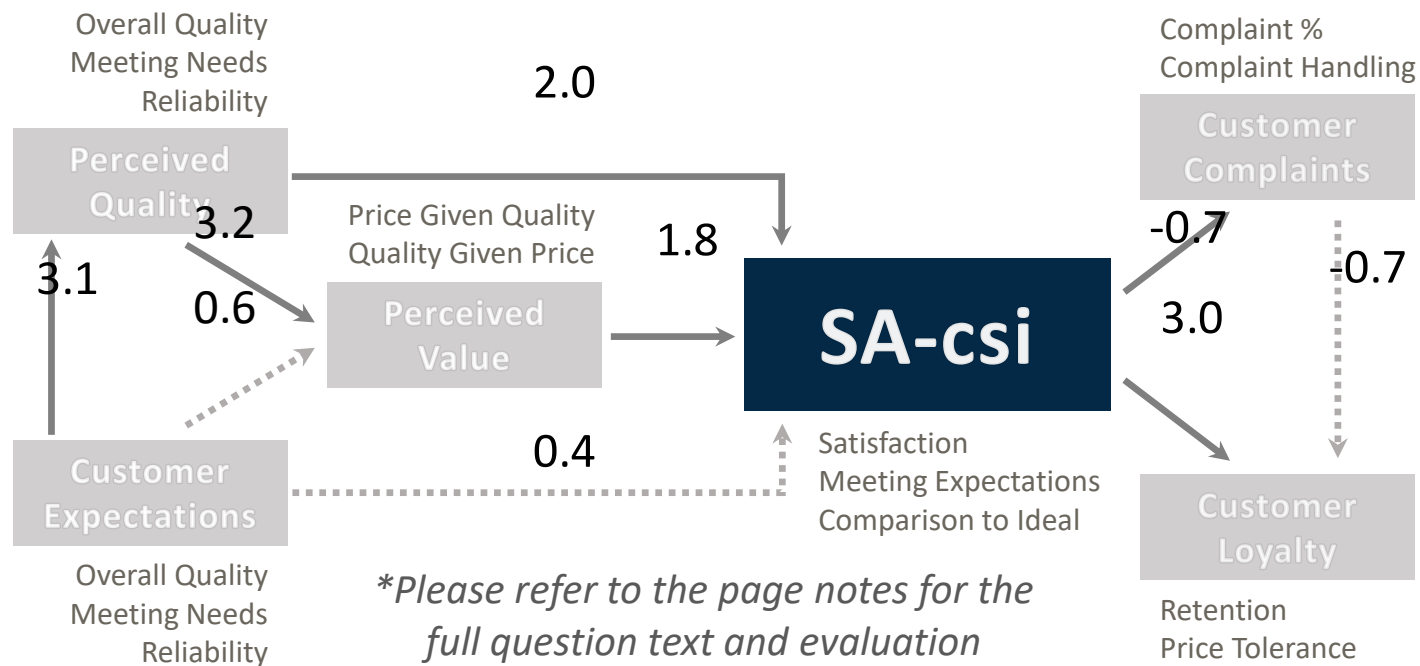 Overall Quality
Meeting Needs
Reliability
Perceived
Quality
3.1
3.2
0.6
2.0
Price Given Quality
Quality Given Price
Perceived
Value
1.8
SA-csi
Satisfaction
Meeting Expectations
Comparison to Ideal
0.4
Customer
Expectations
Overall Quality
Meeting Needs
Reliability
Complaint %
Complaint Handling
Customer
Complaints
-0.7
-0.7
3.0
Customer
Loyalty
Retention
Price Tolerance
*Please refer to the page notes for the
full question text and evaluation